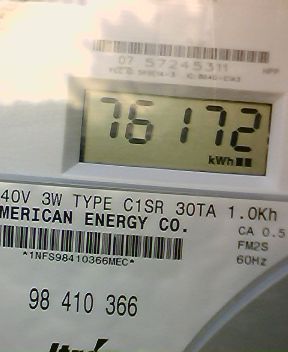 07 57245311
76172
kWh
40V 3W TYPE C1SR 30TA 1.0Kh
MERICAN ENERGY CO.
CA 0.5
FM2S
60Hz
*1NFS98410366MEC*
98 410 366